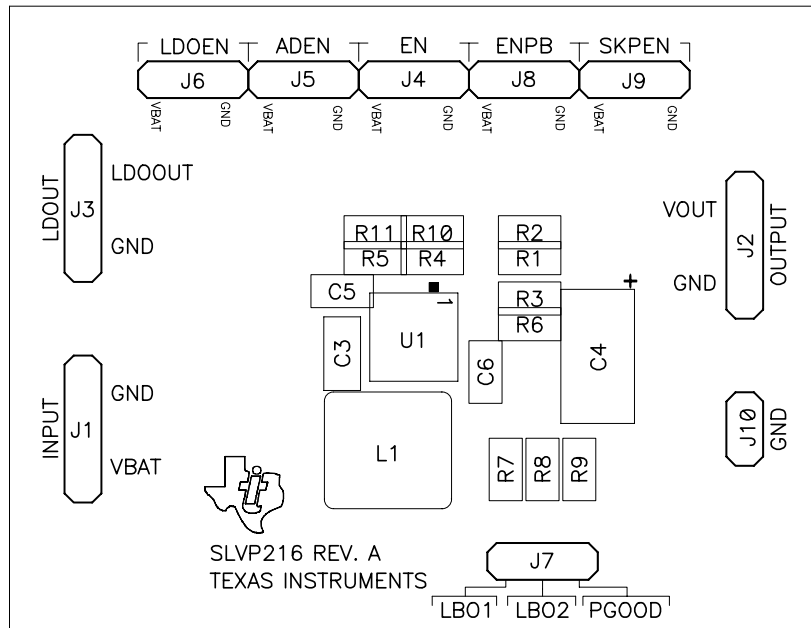 LDOEN ADEN EN ENPB SKPEN
J6 J5 J4 J8 J9
VBAT GND VBAT GND VBAT GND VBAT GND VBAT GND
LDOUT J3 LDOOUT
GND
VOUT J2 OUTPUT
GND
R11 R10 R2
R5 R4 R1
C5 1 R3 +
U1 R6
C3 C6 C4
INPUT J1 GND
VBAT
J10 GND
L1
R7 R8 R9
SLVP216 REV. A
TEXAS INSTRUMENTS
J7
LBO1 LBO2 PGOOD